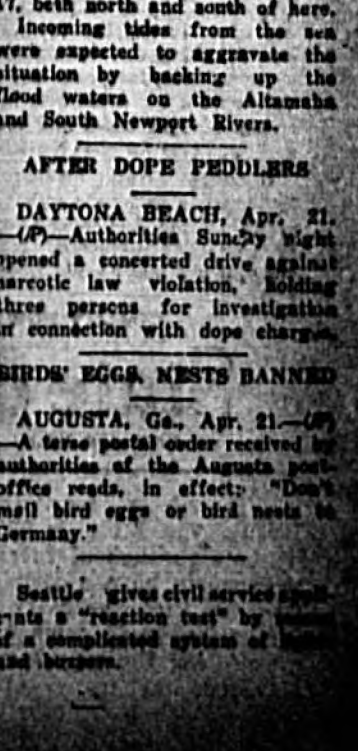 17, both north and south of here.
Incoming tides from the sea
were expected to aggravate the
situation by backing up the
flood waters on the Altamaha
and South Newport Rivers.
AFTER DOPE PEDDLERS
DAYTONA BEACH, Apr. 21.
—(AP)—Authorities Sunday night
opened a concerted drive against
narcotic law violation, holding
three persons for investigation
in connection with dope charges.
BIRDS' EGGS, NESTS BANNED
AUGUSTA, Ga., Apr. 21.—(AP)
—A terse postal order received by
authorities of the Augusta post-
office reads, in effect: "Don't
mail bird eggs or bird nests to
Germany."
Seattle gives civil service appli-
cants a "reaction test" by
of a complicated system of
and buzzers.